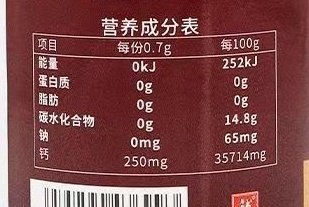 营养成分表
项目 每份0.7g 每100g
能量 0kJ 252kJ
蛋白质 0g 0g
脂肪 0g 0g
碳水化合物 0g 14.8g
钠 0mg 65mg
钙 250mg 35714mg